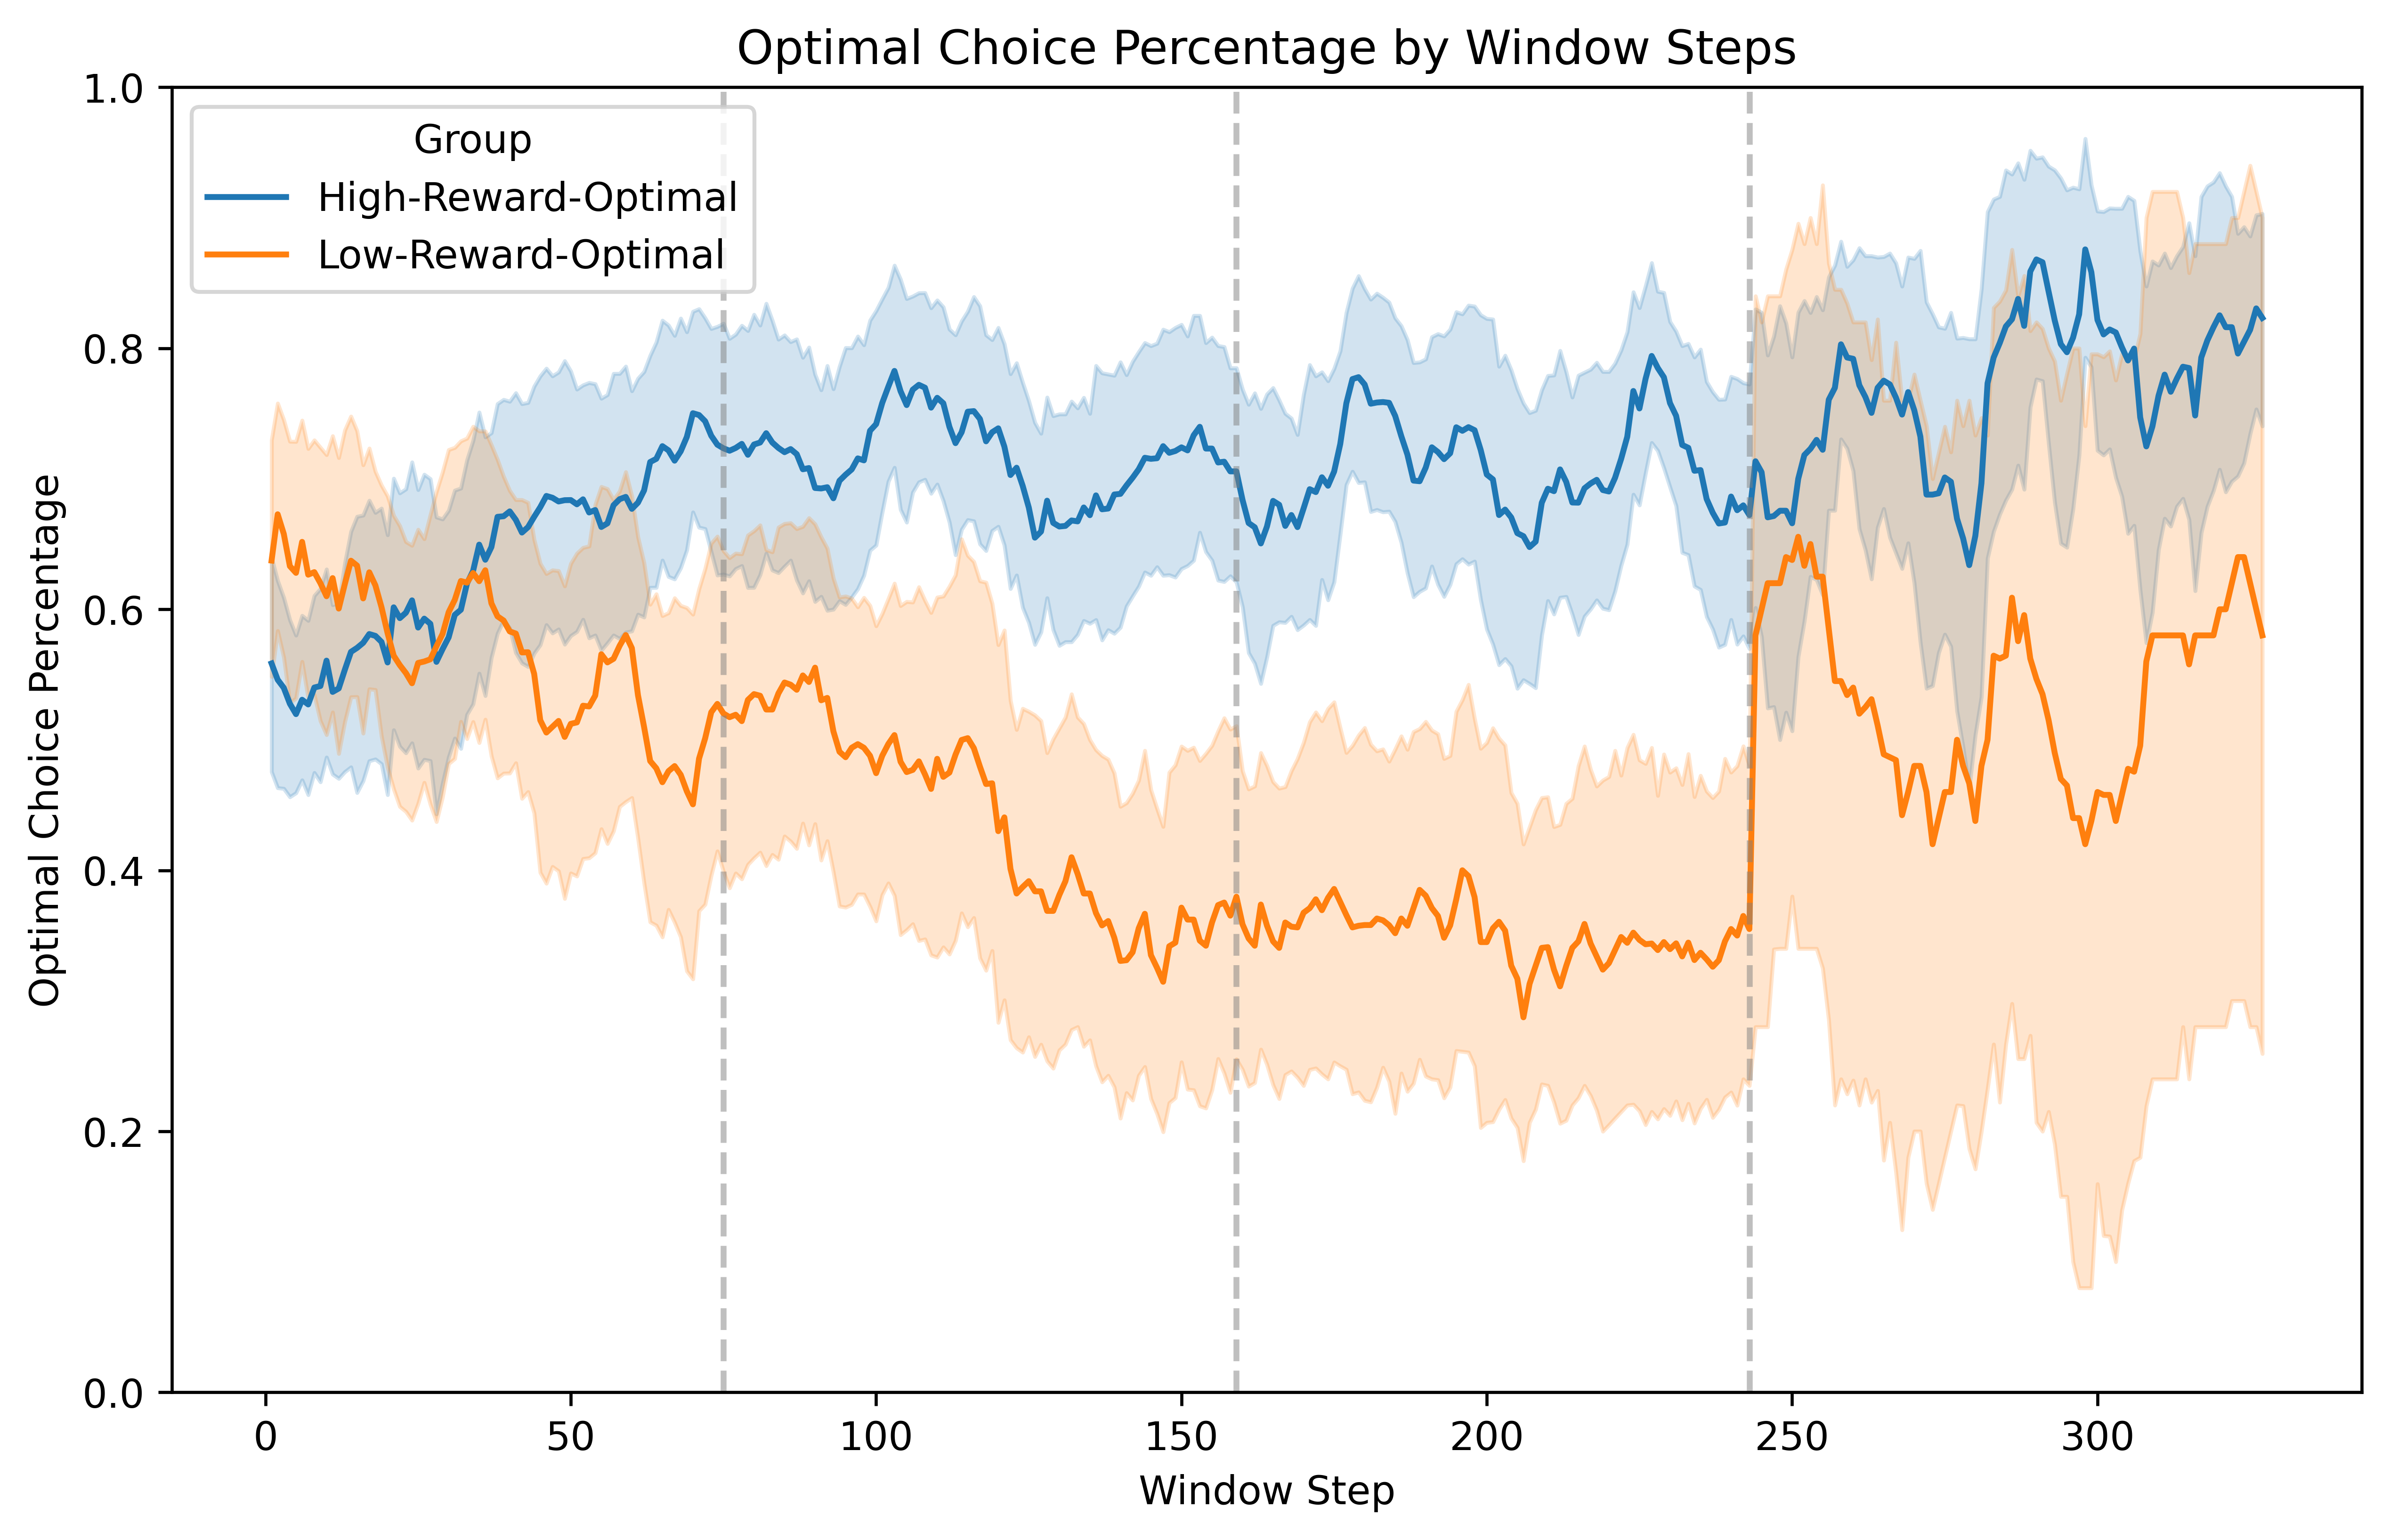 Optimal Choice Percentage by Window Steps
Group
High-Reward-Optimal
Low-Reward-Optimal
Optimal Choice Percentage
1.0
0.8
0.6
0.4
0.2
0.0
0 50 100 150 200 250 300
Window Step